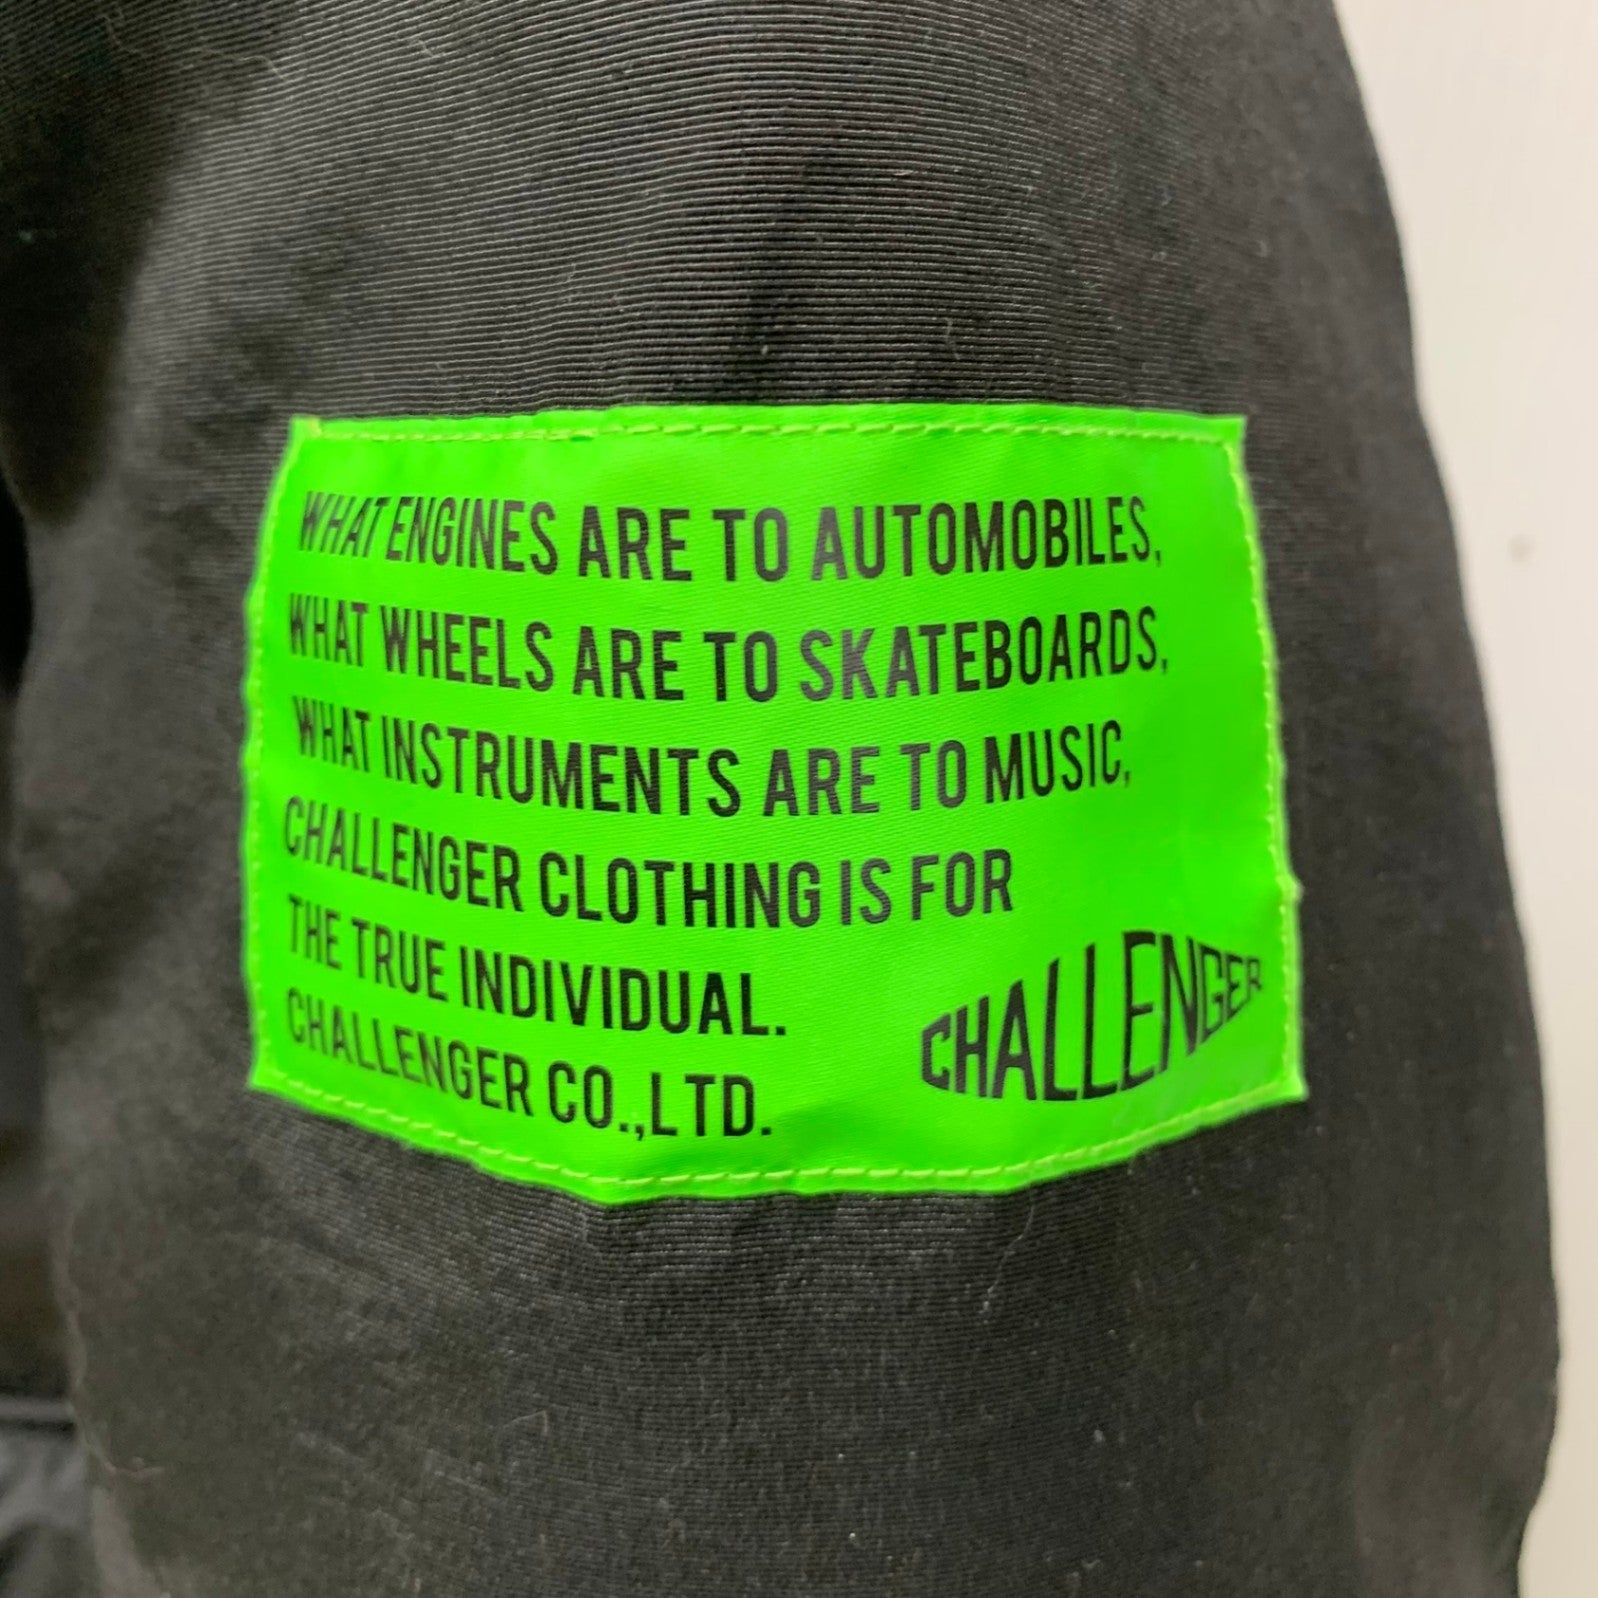 WHAT ENGINES ARE TO AUTOMOBILES,
WHAT WHEELS ARE TO SKATEBOARDS,
WHAT INSTRUMENTS ARE TO MUSIC,
CHALLENGER CLOTHING IS FOR
THE TRUE INDIVIDUAL.
CHALLENGER CO.,LTD.
CHALLENGER